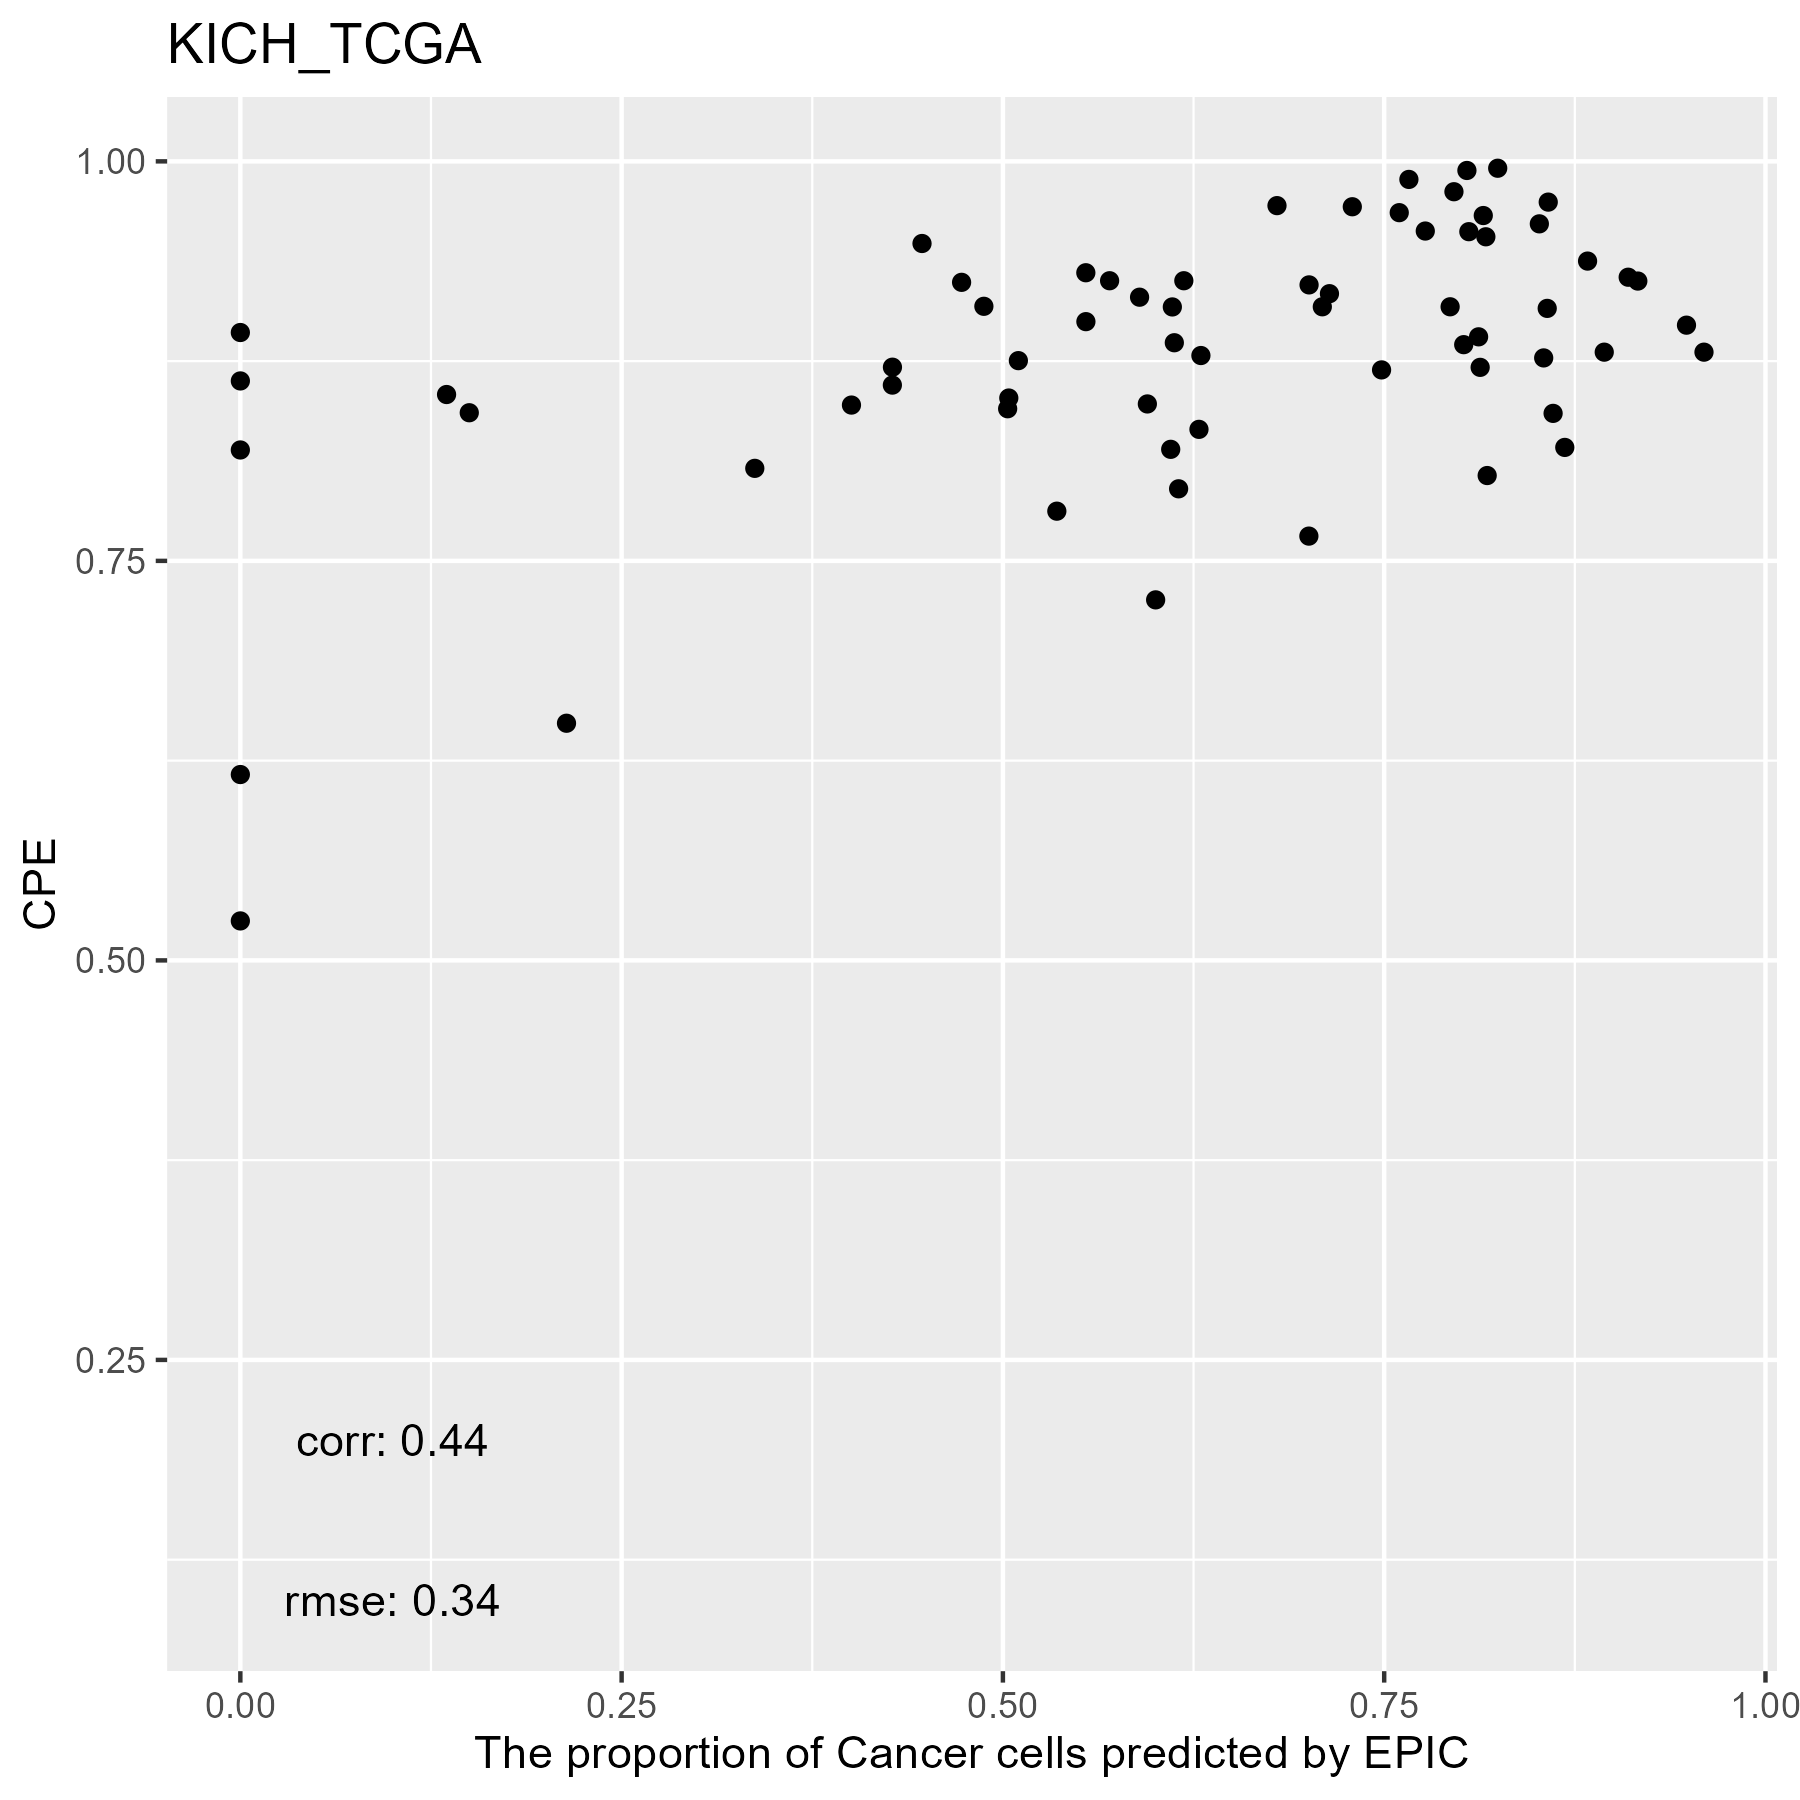 KICH_TCGA
1.00
0.75
0.50
0.25
CPE
corr: 0.44
rmse: 0.34
0.00 0.25 0.50 0.75 1.00
The proportion of Cancer cells predicted by EPIC